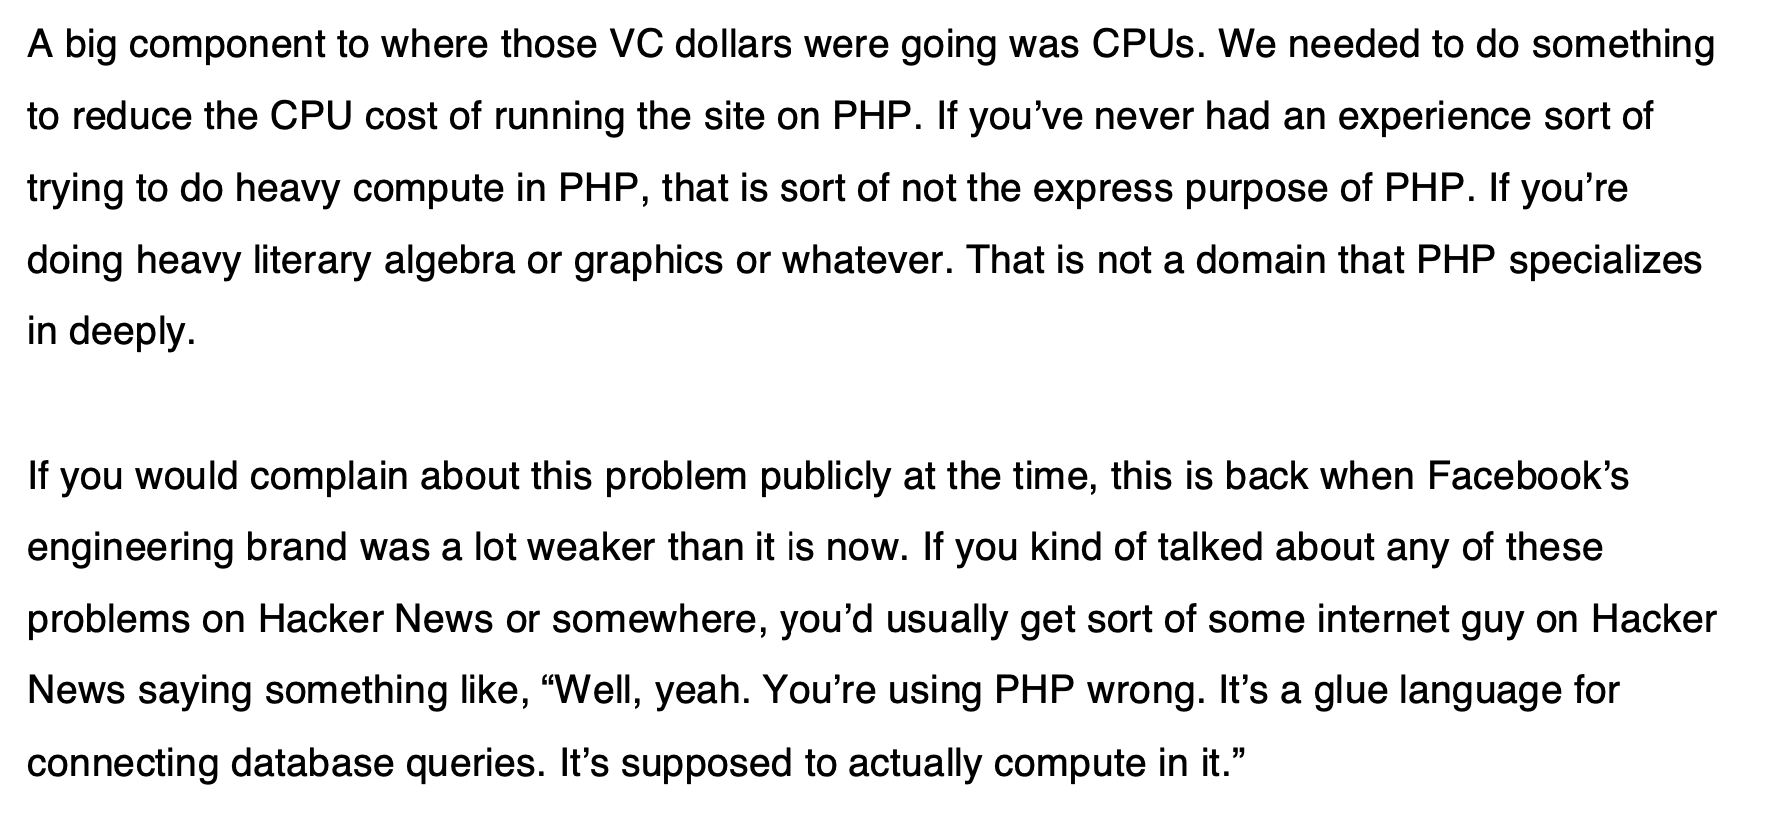 A big component to where those VC dollars were going was CPUs. We needed to do something
to reduce the CPU cost of running the site on PHP. If you’ve never had an experience sort of
trying to do heavy compute in PHP, that is sort of not the express purpose of PHP. If you’re
doing heavy literary algebra or graphics or whatever. That is not a domain that PHP specializes
in deeply.
If you would complain about this problem publicly at the time, this is back when Facebook’s
engineering brand was a lot weaker than it is now. If you kind of talked about any of these
problems on Hacker News or somewhere, you’d usually get sort of some internet guy on Hacker
News saying something like, “Well, yeah. You’re using PHP wrong. It’s a glue language for
connecting database queries. It’s supposed to actually compute in it.”